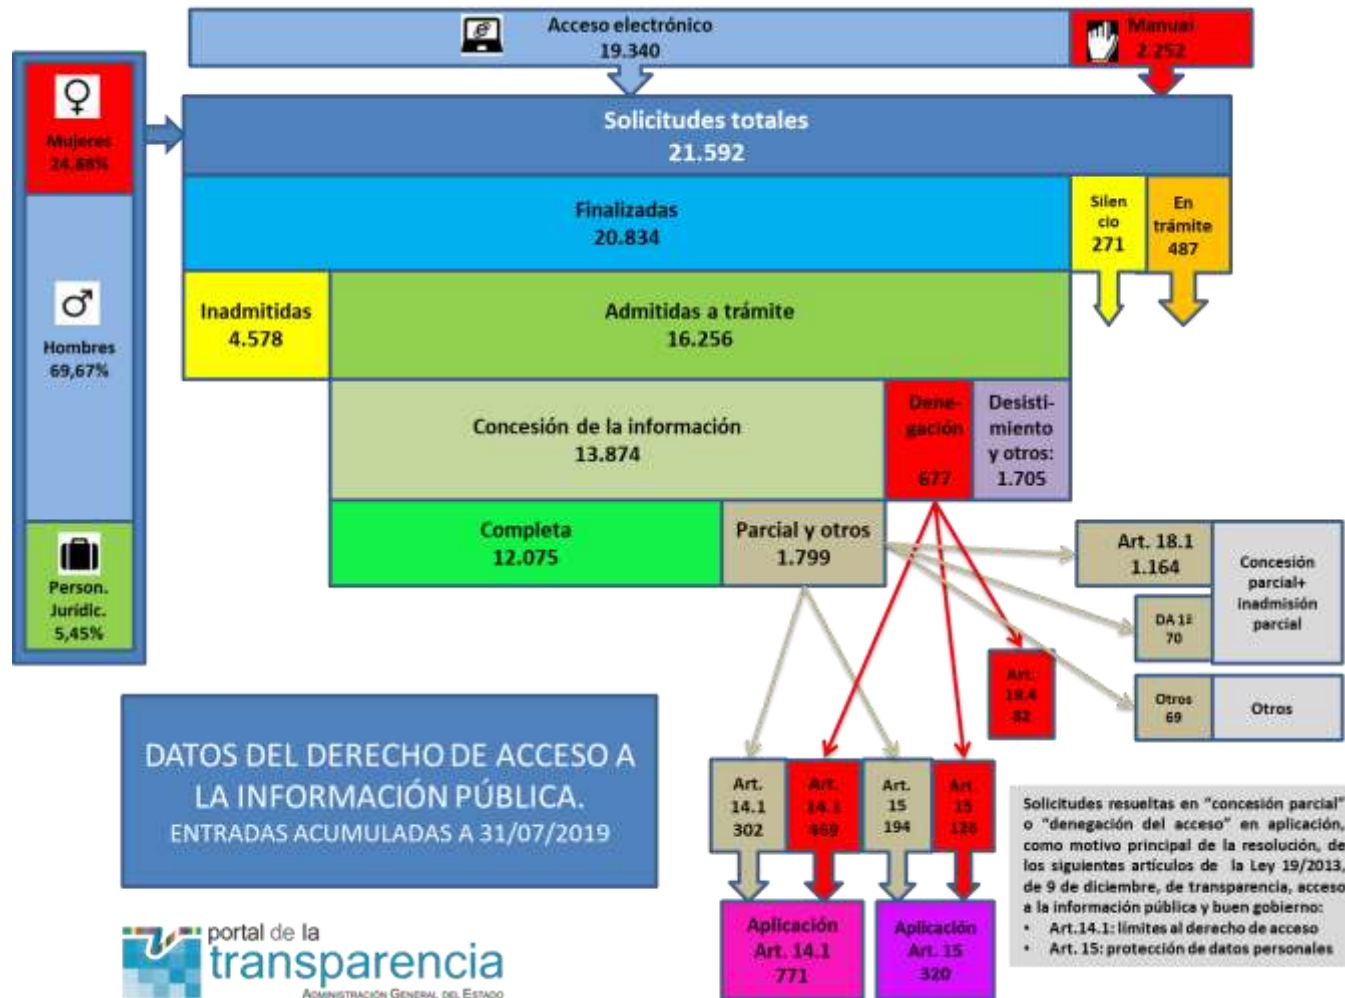 Acceso electrónico
19.340
Manual
2.252
Mujeres
24,88%
Hombres
69,67%
Person.
Jurídic.
5,45%
Solicitudes totales
21.592
Finalizadas
20.834
Silen
cio
271
En
trámite
487
Inadmitidas
4.578
Admitidas a trámite
16.256
Concesión de la información
13.874
Dene-
gación
677
Desisti-
miento
y otros:
1.705
Completa
12.075
Parcial y otros
1.799
Art. 18.1
1.164
Concesión
parcial+
inadmisión
parcial
DA 1ª
70
Otros
69
Otros
Art.
19.4
82
DATOS DEL DERECHO DE ACCESO A
LA INFORMACIÓN PÚBLICA.
ENTRADAS ACUMULADAS A 31/07/2019
Art.
14.1
302
Art.
14.1
469
Art.
15
194
Art.
15
126
Aplicación
Art. 14.1
771
Aplicación
Art. 15
320
Solicitudes resueltas en “concesión parcial”
o “denegación del acceso” en aplicación,
como motivo principal de la resolución, de
los siguientes artículos de la Ley 19/2013,
de 9 de diciembre, de transparencia, acceso
a la información pública y buen gobierno:
• Art.14.1: límites al derecho de acceso
• Art. 15: protección de datos personales
portal de la
transparencia
ADMINISTRACIÓN GENERAL DEL ESTADO